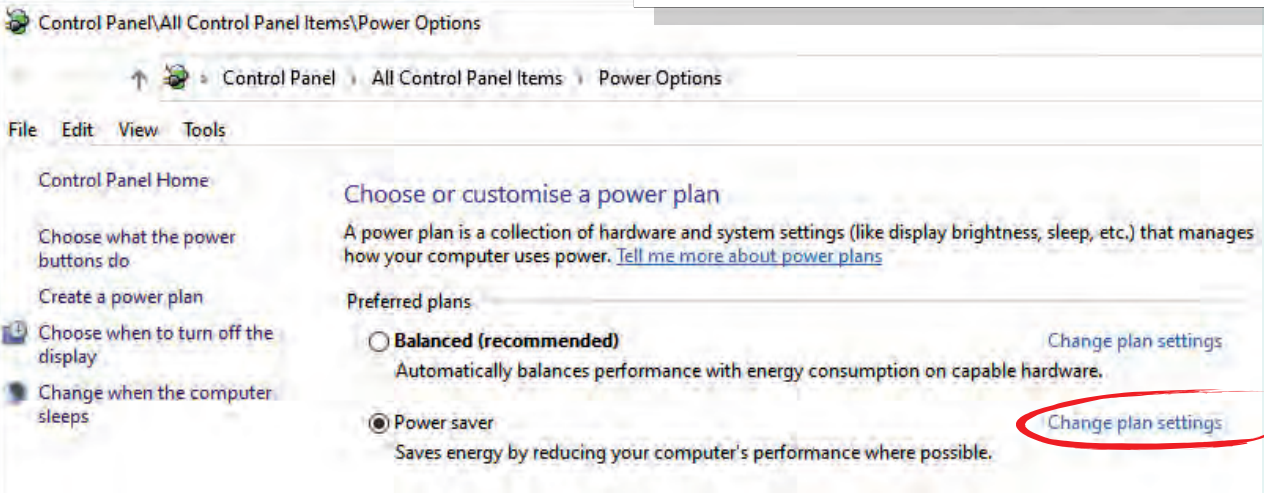 Control Panel\All Control Panel Items\Power Options
Control Panel All Control Panel Items Power Options
File Edit View Tools
Control Panel Home
Choose what the power
buttons do
Create a power plan
Choose when to turn off the
display
Change when the computer
sleeps
Choose or customise a power plan
A power plan is a collection of hardware and system settings (like display brightness, sleep, etc.) that manages
how your computer uses power. Tell me more about power plans
Preferred plans
Balanced (recommended) Change plan settings
Automatically balances performance with energy consumption on capable hardware.
Power saver Change plan settings
Saves energy by reducing your computer's performance where possible.